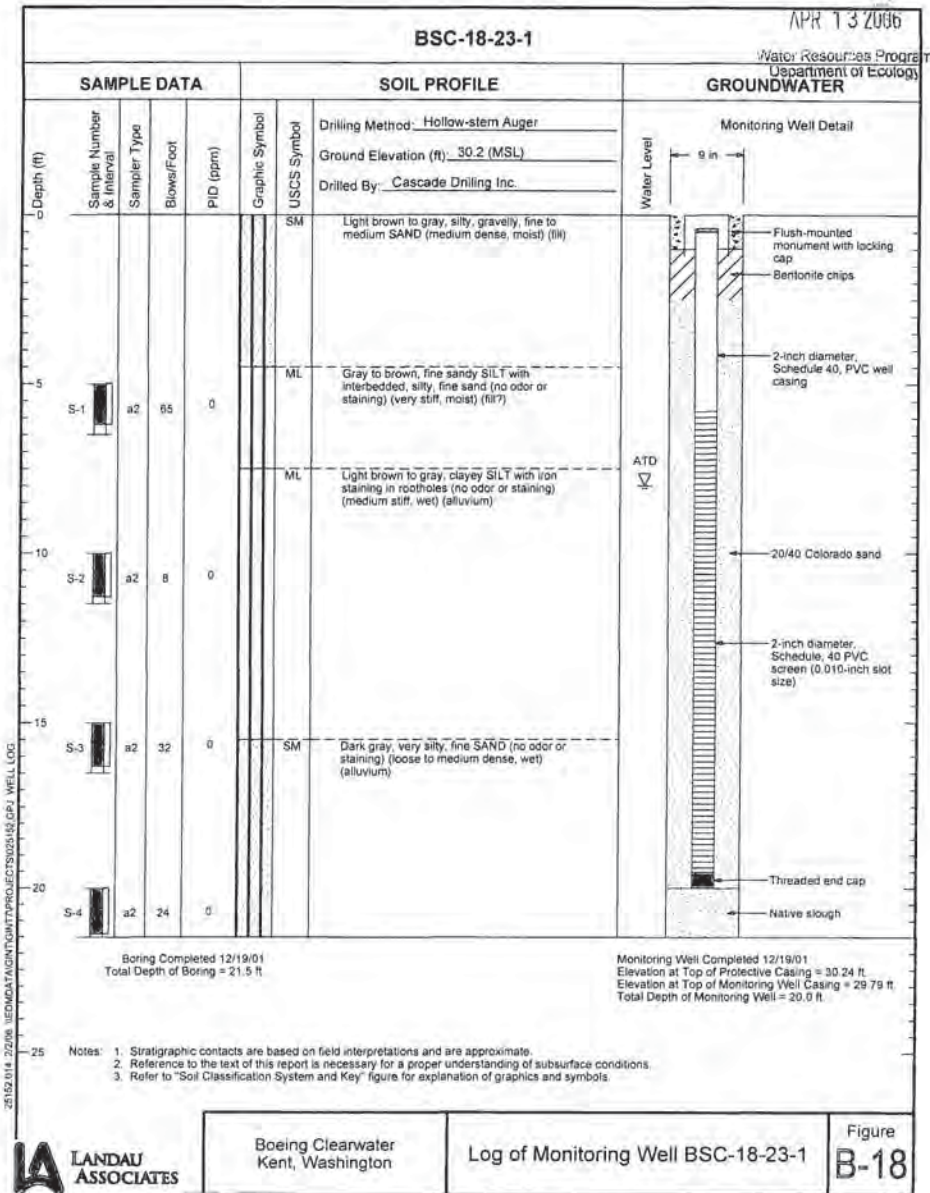 APR 13 2006
Water Resources Program
Department of Ecology
BSC-18-23-1
SAMPLE DATA
SOIL PROFILE
GROUNDWATER
Depth (ft)
Sample Number
& Interval
Sampler Type
Blows/Foot
PID (ppm)
Graphic Symbol
USCS Symbol
Drilling Method: Hollow-stem Auger
Ground Elevation (ft): 30.2 (MSL)
Drilled By: Cascade Drilling Inc.
Water Level
Monitoring Well Detail
9 in
0
SM
Light brown to gray, silty, gravelly, fine to
medium SAND (medium dense, moist) (fill)
Flush-mounted
monument with locking
cap
Bentonite chips
2-inch diameter,
Schedule 40, PVC well
casing
ML
Gray to brown, fine sandy SILT with
interbedded, silty, fine sand (no odor or
staining) (very stiff, moist) (fill?)
5
S-1
a2
65
0
ATD
ML
Light brown to gray, clayey SILT with iron
staining in rootholes (no odor or staining)
(medium stiff, wet) (alluvium)
10
S-2
a2
8
0
20/40 Colorado sand
2-inch diameter,
Schedule, 40 PVC
screen (0.010-inch slot
size)
15
S-3
a2
32
0
SM
Dark gray, very silty, fine SAND (no odor or
staining) (loose to medium dense, wet)
(alluvium)
20
S-4
a2
24
0
Threaded end cap
Native slough
Boring Completed 12/19/01
Total Depth of Boring = 21.5 ft.
Monitoring Well Completed 12/19/01
Elevation at Top of Protective Casing = 30.24 ft.
Elevation at Top of Monitoring Well Casing = 29.79 ft.
Total Depth of Monitoring Well = 20.0 ft.
25
Notes: 1. Stratigraphic contacts are based on field interpretations and are approximate.
2. Reference to the text of this report is necessary for a proper understanding of subsurface conditions.
3. Refer to "Soil Classification System and Key" figure for explanation of graphics and symbols.
25152.014 2/2/06 \\EDMDATA\GINT\GINT7\PROJECTS\025152.GPJ WELL LOG
LA LANDAU
ASSOCIATES
Boeing Clearwater
Kent, Washington
Log of Monitoring Well BSC-18-23-1
Figure
B-18